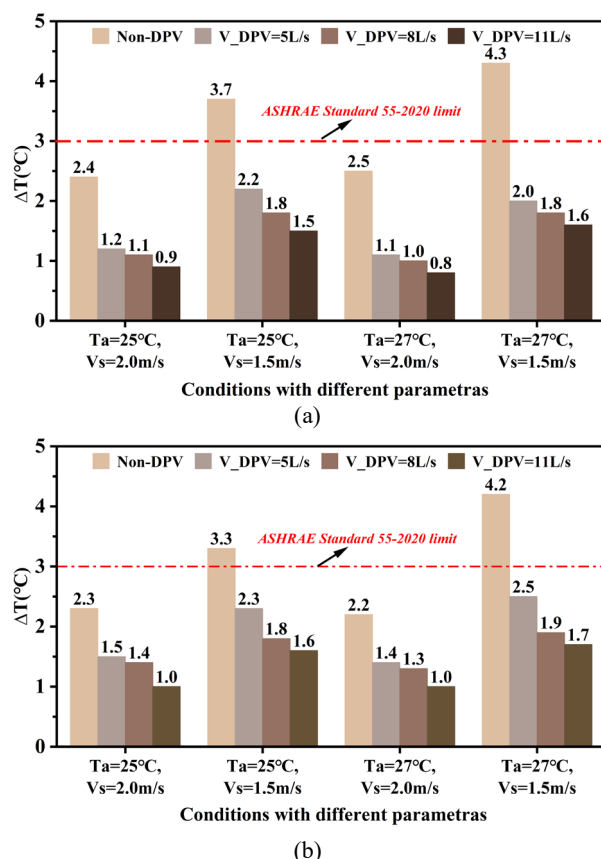 5
Non-DPV V_DPV=5L/s V_DPV=8L/s V_DPV=11L/s
4.3
4
3.7
ASHRAE Standard 55-2020 limit
3
ΔT(℃)
2.4 2.5
2.2
2
2.0
1.8 1.8
1.5 1.6
1.2 1.1 1.1 1.0
1
0.9 0.8
0
Ta=25℃, Ta=25℃, Ta=27℃, Ta=27℃,
Vs=2.0m/s Vs=1.5m/s Vs=2.0m/s Vs=1.5m/s
Conditions with different parametras
(a)
5
Non-DPV V_DPV=5L/s V_DPV=8L/s V_DPV=11L/s
4.2
4
3.3
ASHRAE Standard 55-2020 limit
3
ΔT(℃)
2.5
2.3 2.3 2.2
2
1.8 1.9
1.5 1.4 1.6 1.4 1.3 1.7
1.0 1.0
1
0
Ta=25℃, Ta=25℃, Ta=27℃, Ta=27℃,
Vs=2.0m/s Vs=1.5m/s Vs=2.0m/s Vs=1.5m/s
Conditions with different parametras
(b)